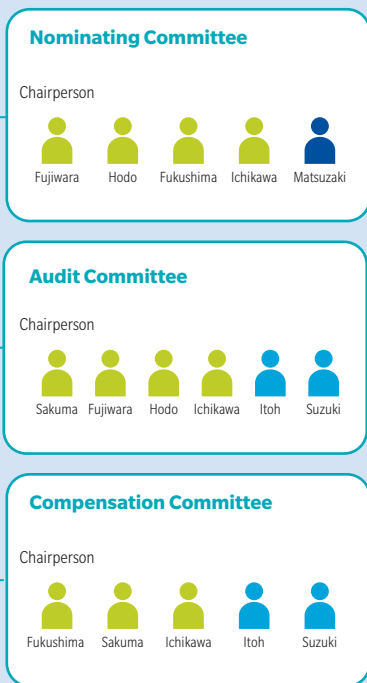 Nominating Committee
Chairperson
Fujiwara Hodo Fukushima Ichikawa Matsuzaki
Audit Committee
Chairperson
Sakuma Fujiwara Hodo Ichikawa Itoh Suzuki
Compensation Committee
Chairperson
Fukushima Sakuma Ichikawa Itoh Suzuki